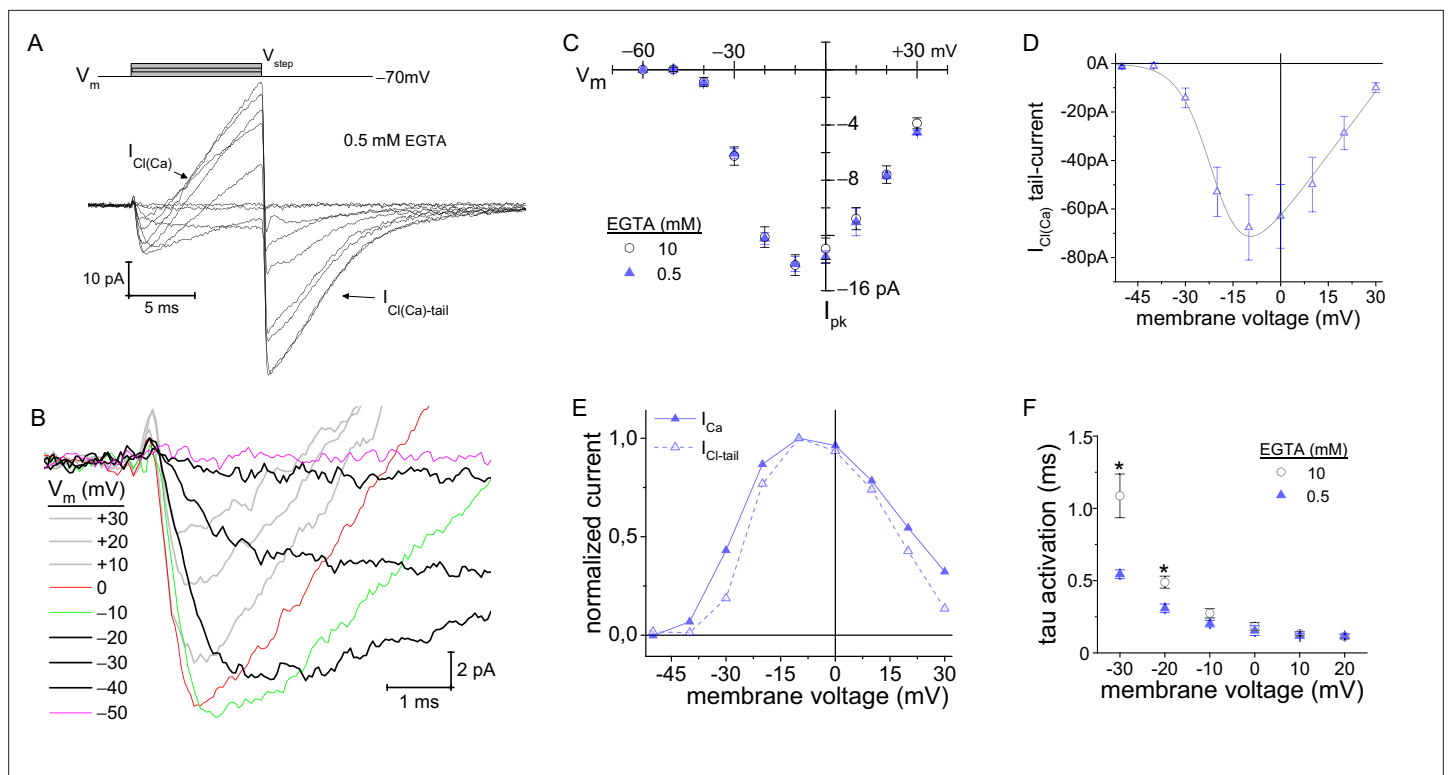 A
V_step
V_m
−70mV
0.5 mM EGTA
I_Cl(Ca)
10 pA
5 ms
I_Cl(Ca)-tail
B
V_m (mV)
+30
+20
+10
0
−10
−20
−30
−40
−50
2 pA
1 ms
C
−60 −30 +30 mV
V_m
−4
−8
−16 pA
I_pk
EGTA (mM)
10
0.5
D
0A
-20pA
-40pA
-60pA
-80pA
I_Cl(Ca) tail-current
-45 -30 -15 0 15 30
membrane voltage (mV)
E
I_Ca
I_Cl-tail
1,0
0,5
0,0
normalized current
-45 -30 -15 0 15 30
membrane voltage (mV)
F
EGTA (mM)
10
0.5
1.5
1.0
0.5
0
* *
tau activation (ms)
-30 -20 -10 0 10 20
membrane voltage (mV)